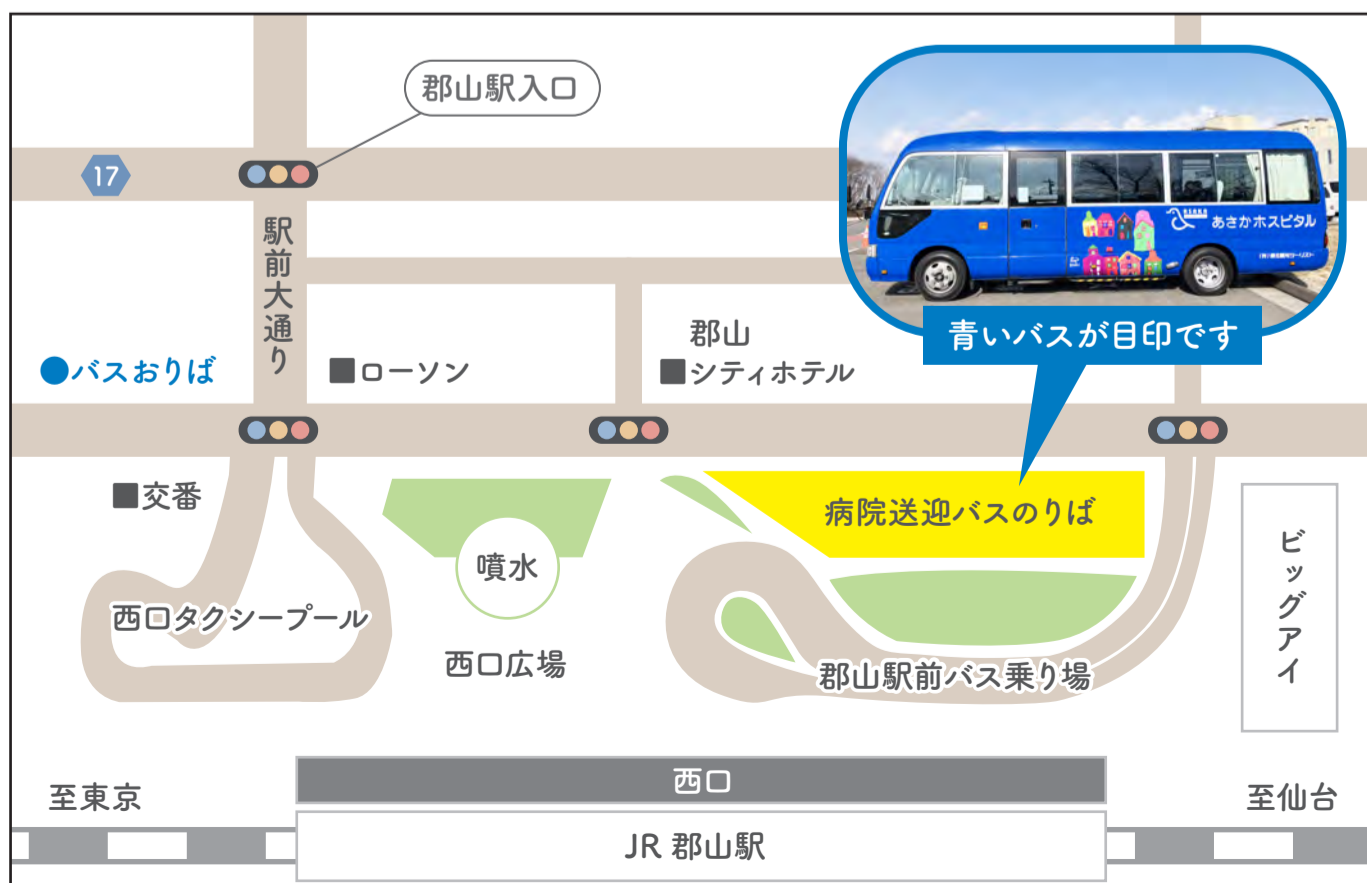 郡山駅入口
17
駅前大通り
あさかホスピタル
青いバスが目印です
●バスおりば
■ローソン
郡山
■シティホテル
■交番
病院送迎バスのりば
噴水
ビッグアイ
西口タクシープール
西口広場
郡山駅前バス乗り場
西口
至東京
至仙台
JR 郡山駅